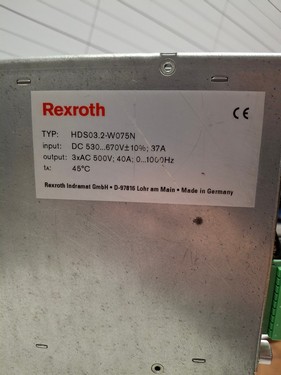 Rexroth
CE
TYP: HDS03.2-W075N
input: DC 530...670V±10%; 37A
output: 3xAC 500V; 40A; 0...1000Hz
tA: 45°C
Rexroth Indramat GmbH • D-97816 Lohr am Main • Made in Germany